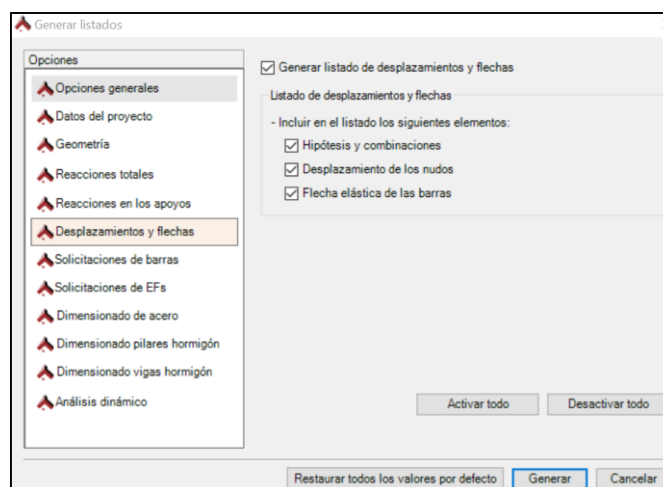 Generar listados
Opciones
Opciones generales
Datos del proyecto
Geometría
Reacciones totales
Reacciones en los apoyos
Desplazamientos y flechas
Solicitaciones de barras
Solicitaciones de EFs
Dimensionado de acero
Dimensionado pilares hormigón
Dimensionado vigas hormigón
Análisis dinámico
Generar listado de desplazamientos y flechas
Listado de desplazamientos y flechas
- Incluir en el listado los siguientes elementos:
Hipótesis y combinaciones
Desplazamiento de los nudos
Flecha elástica de las barras
Activar todo
Desactivar todo
Restaurar todos los valores por defecto
Generar
Cancelar